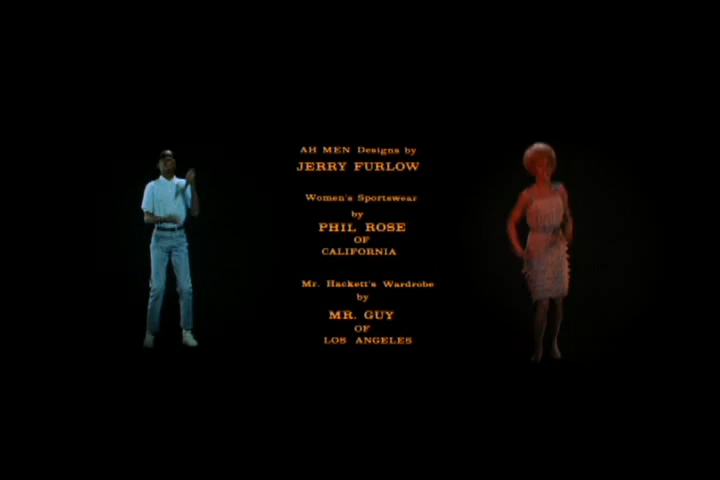 AH MEN Designs by
JERRY FURLOW
Women's Sportswear
by
PHIL ROSE
OF
CALIFORNIA
Mr. Hackett's Wardrobe
by
MR. GUY
OF
LOS ANGELES